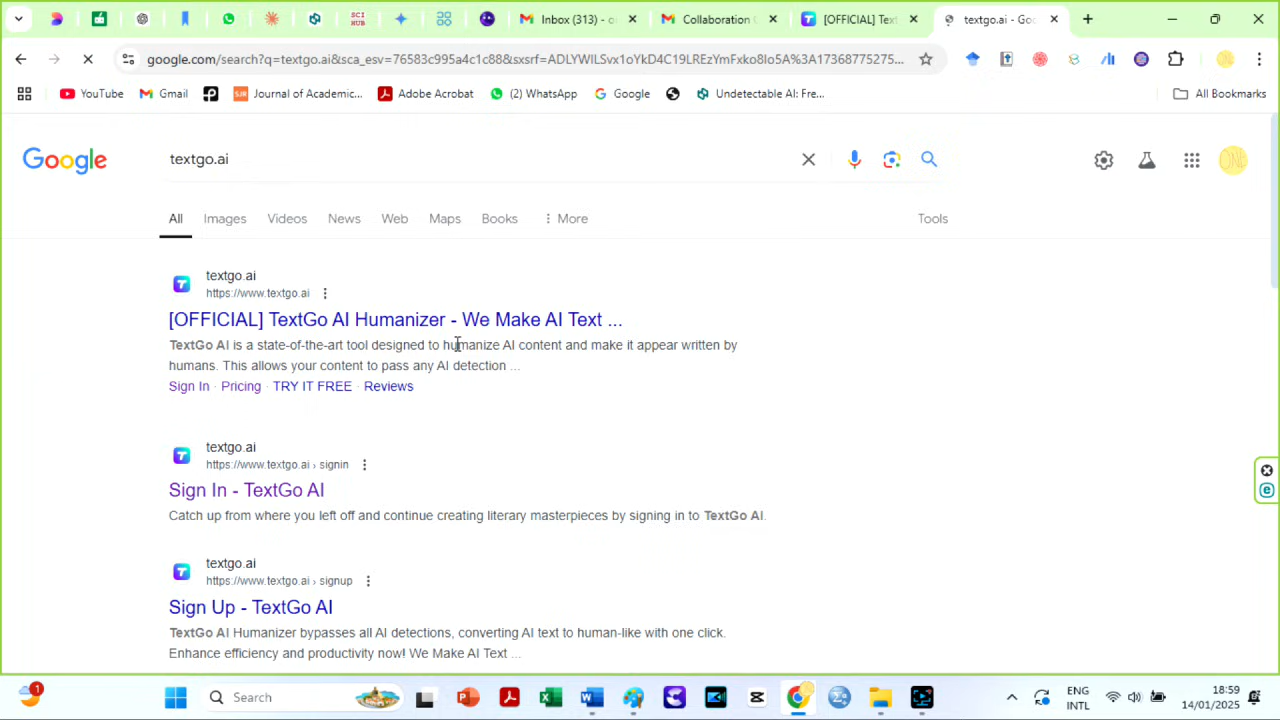 SCI HUB
Inbox (313) - o
Collaboration
[OFFICIAL] Text
textgo.ai - Goo
google.com/search?q=textgo.ai&sca_esv=76583c995a4c1c88&sxsrf=ADLYWILSvx1oYkD4C19LREzYmFxko8lo5A%3A17368775275...
YouTube
Gmail
SJR Journal of Academic...
Adobe Acrobat
(2) WhatsApp
Google
Undetectable AI: Fre...
All Bookmarks
Google
textgo.ai
All
Images
Videos
News
Web
Maps
Books
More
Tools
textgo.ai
https://www.textgo.ai
[OFFICIAL] TextGo AI Humanizer - We Make AI Text ...
TextGo AI is a state-of-the-art tool designed to humanize AI content and make it appear written by
humans. This allows your content to pass any AI detection ...
Sign In · Pricing · TRY IT FREE · Reviews
textgo.ai
https://www.textgo.ai › signin
Sign In - TextGo AI
Catch up from where you left off and continue creating literary masterpieces by signing in to TextGo AI.
textgo.ai
https://www.textgo.ai › signup
Sign Up - TextGo AI
TextGo AI Humanizer bypasses all AI detections, converting AI text to human-like with one click.
Enhance efficiency and productivity now! We Make AI Text ...
1
Search
ENG
INTL
18:59
14/01/2025